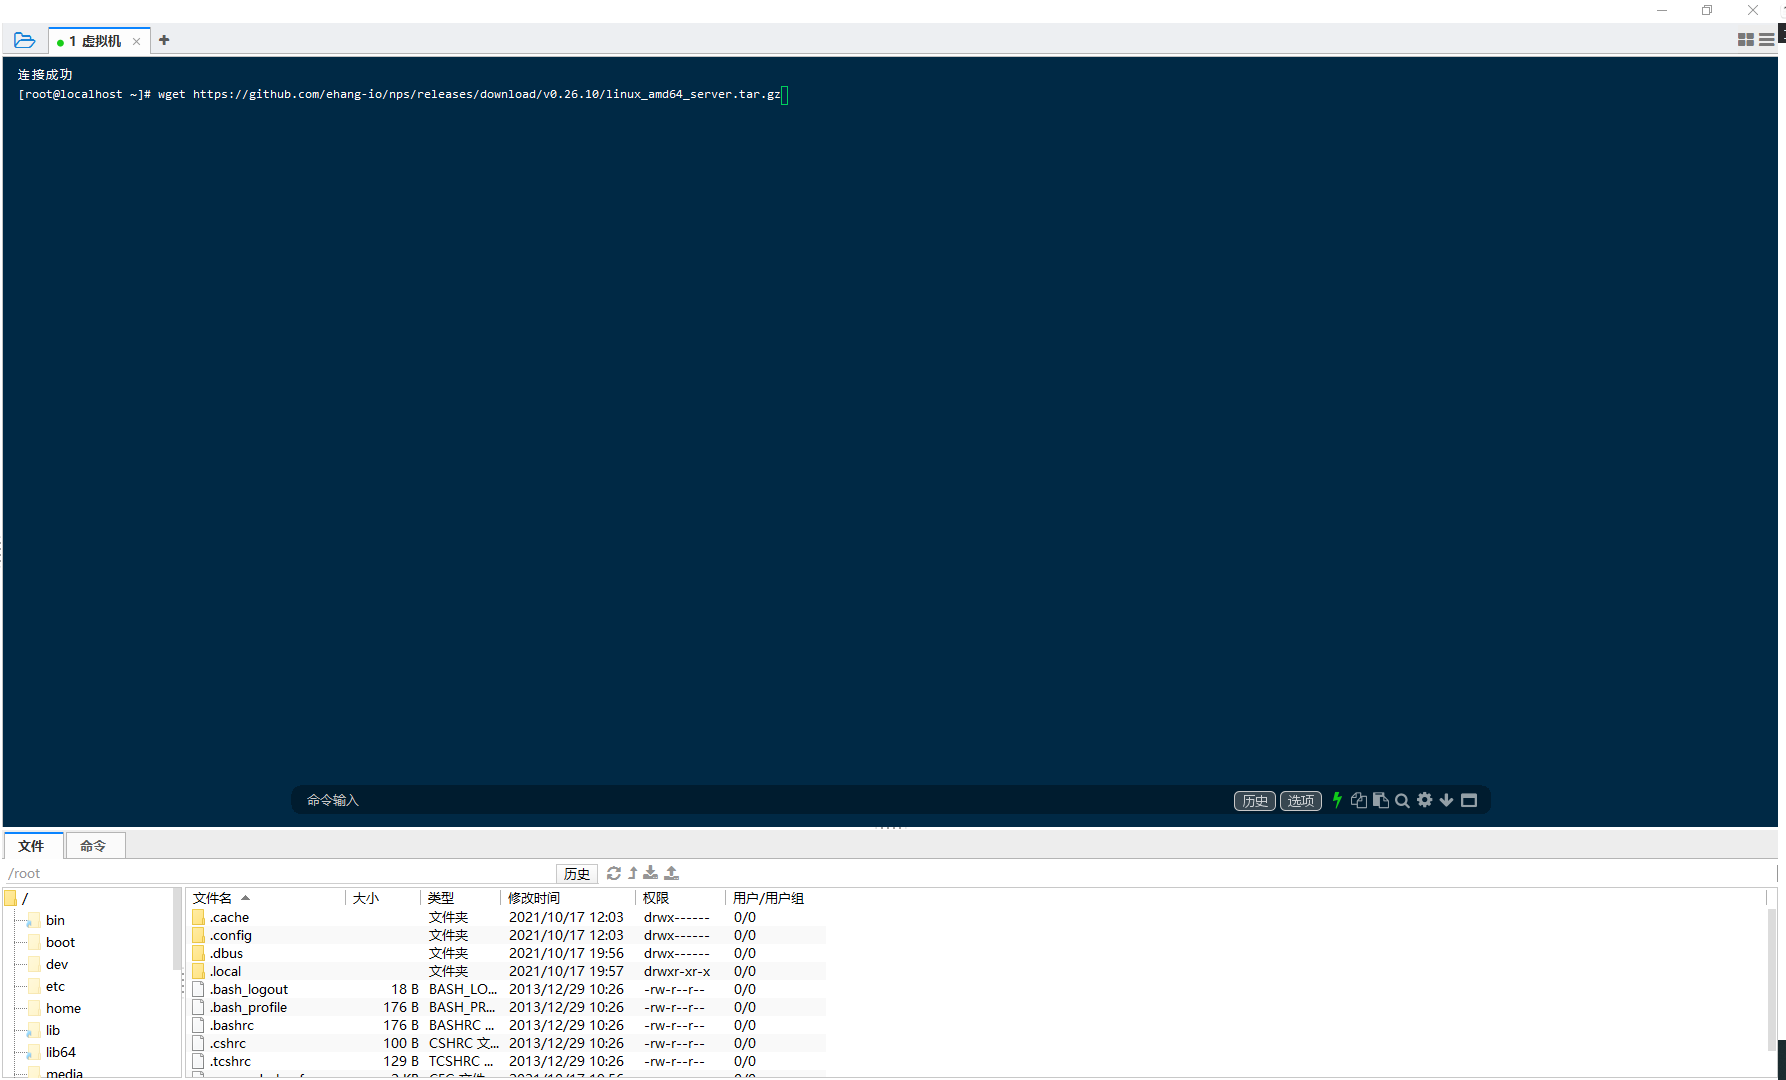 1 虚拟机
连接成功
[root@localhost ~]# wget https://github.com/ehang-io/nps/releases/download/v0.26.10/linux_amd64_server.tar.gz
命令输入 历史 选项
文件 命令
/root 历史
/
bin
boot
dev
etc
home
lib
lib64
media
文件名 大小 类型 修改时间 权限 用户/用户组
.cache 文件夹 2021/10/17 12:03 drwx------ 0/0
.config 文件夹 2021/10/17 12:03 drwx------ 0/0
.dbus 文件夹 2021/10/17 19:56 drwx------ 0/0
.local 文件夹 2021/10/17 19:57 drwxr-xr-x 0/0
.bash_logout 18 B BASH_LO... 2013/12/29 10:26 -rw-r--r-- 0/0
.bash_profile 176 B BASH_PR... 2013/12/29 10:26 -rw-r--r-- 0/0
.bashrc 176 B BASHRC ... 2013/12/29 10:26 -rw-r--r-- 0/0
.cshrc 100 B CSHRC 文... 2013/12/29 10:26 -rw-r--r-- 0/0
.tcshrc 129 B TCSHRC ... 2013/12/29 10:26 -rw-r--r-- 0/0